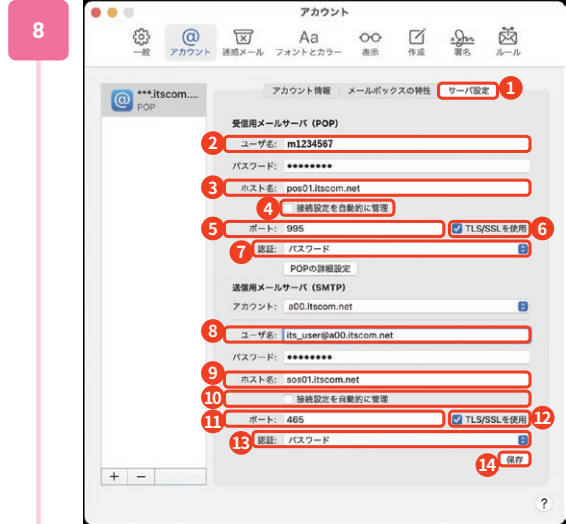 8
アカウント
一般 アカウント 迷惑メール フォントとカラー 表示 作成 署名 ルール
***.itscom....
POP
アカウント情報 メールボックスの特性 サーバ設定 1
受信用メールサーバ (POP)
2 ユーザ名: m1234567
パスワード: ••••••••
3 ホスト名: pos01.itscom.net
4 接続設定を自動的に管理
5 ポート: 995 TLS/SSLを使用 6
7 認証: パスワード
POPの詳細設定
送信用メールサーバ (SMTP)
アカウント: a00.itscom.net
8 ユーザ名: its_user@a00.itscom.net
パスワード: ••••••••
9 ホスト名: sos01.itscom.net
10 接続設定を自動的に管理
11 ポート: 465 TLS/SSLを使用 12
13 認証: パスワード
14 保存
+ −
?